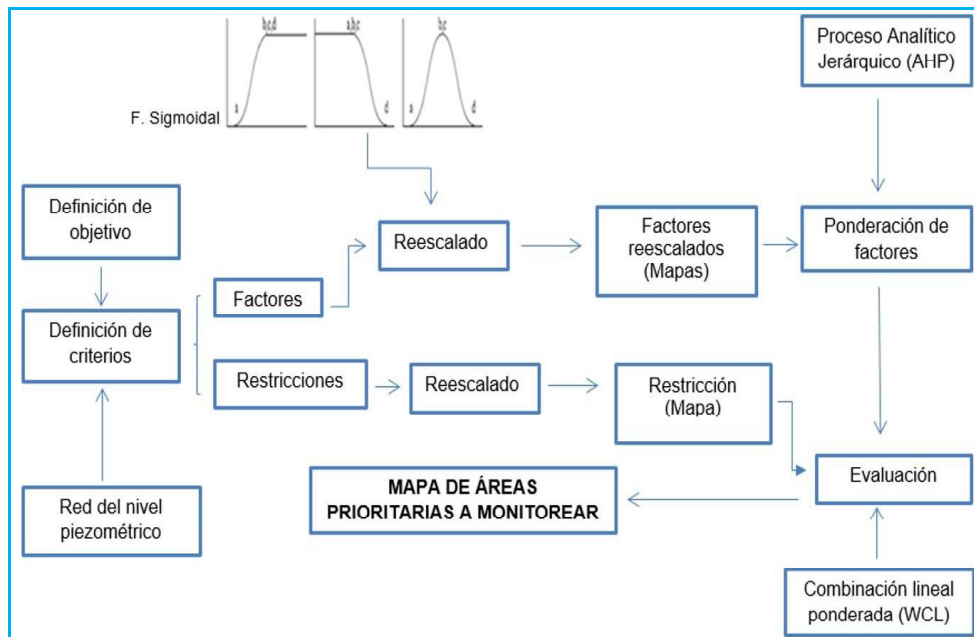 b,c,d
a,b,c
b,c
a
d
a
d
F. Sigmoidal
Proceso Analítico
Jerárquico (AHP)
Definición de
objetivo
Reescalado
Factores
reescalados
(Mapas)
Ponderación de
factores
Factores
Definición de
criterios
Restricciones
Reescalado
Restricción
(Mapa)
Evaluación
MAPA DE ÁREAS
PRIORITARIAS A MONITOREAR
Red del nivel
piezométrico
Combinación lineal
ponderada (WCL)